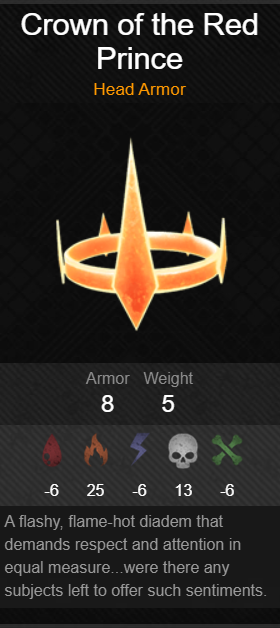 Crown of the Red
Prince
Head Armor
Armor Weight
8 5
-6 25 -6 13 -6
A flashy, flame-hot diadem that
demands respect and attention in
equal measure...were there any
subjects left to offer such sentiments.